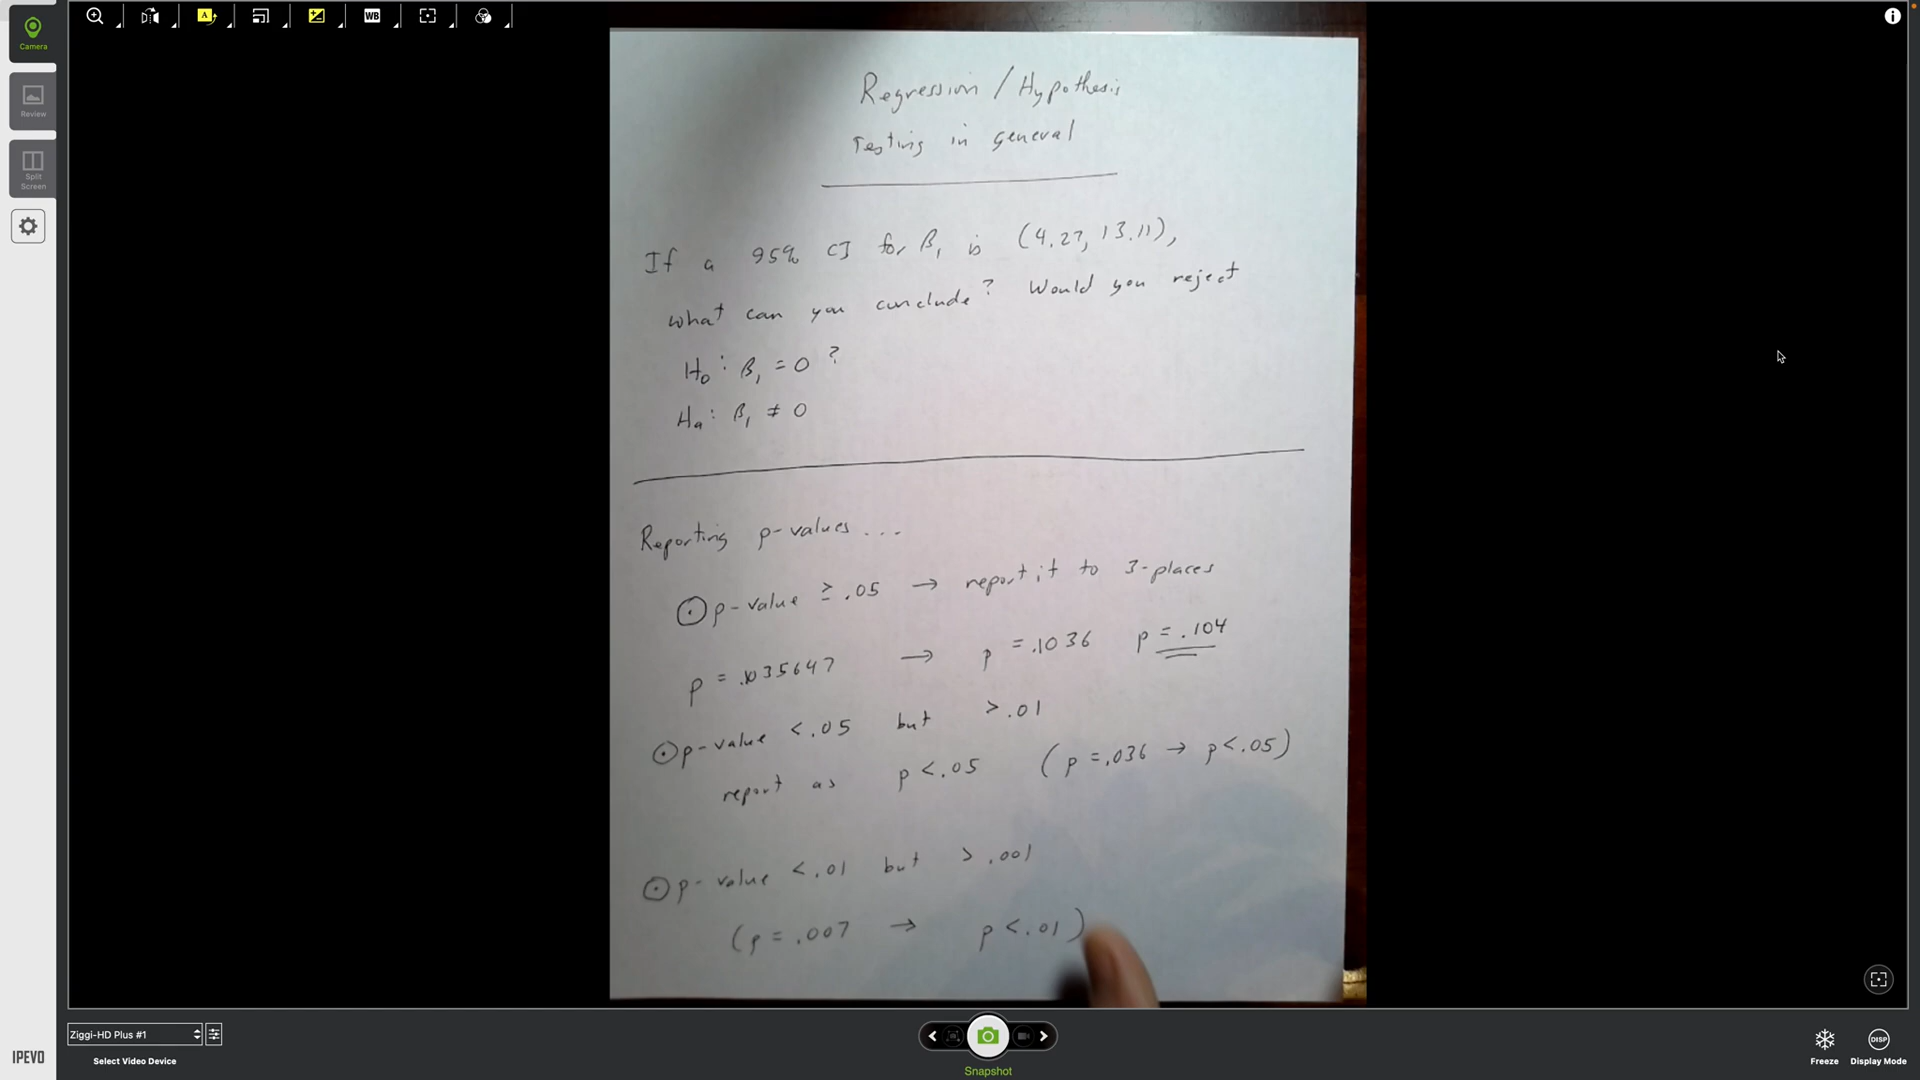 Camera
Review
Split
Screen
WB
Regression / Hypothesis
Testing in general
If a 95% CI for β₁ is (4.27, 13.11),
what can you conclude? Would you reject
H₀: β₁ = 0 ?
Hₐ: β₁ ≠ 0
Reporting p-values ...
⊙ p-value ≥ .05 → report it to 3-places
p = .1035647 → p = .1036 p = .104
⊙ p-value < .05 but > .01
report as p < .05 (p = .036 → p < .05)
⊙ p-value < .01 but > .001
(p = .007 → p < .01)
Ziggi-HD Plus #1
Select Video Device
IPEVO
Snapshot
Freeze
DISP
Display Mode